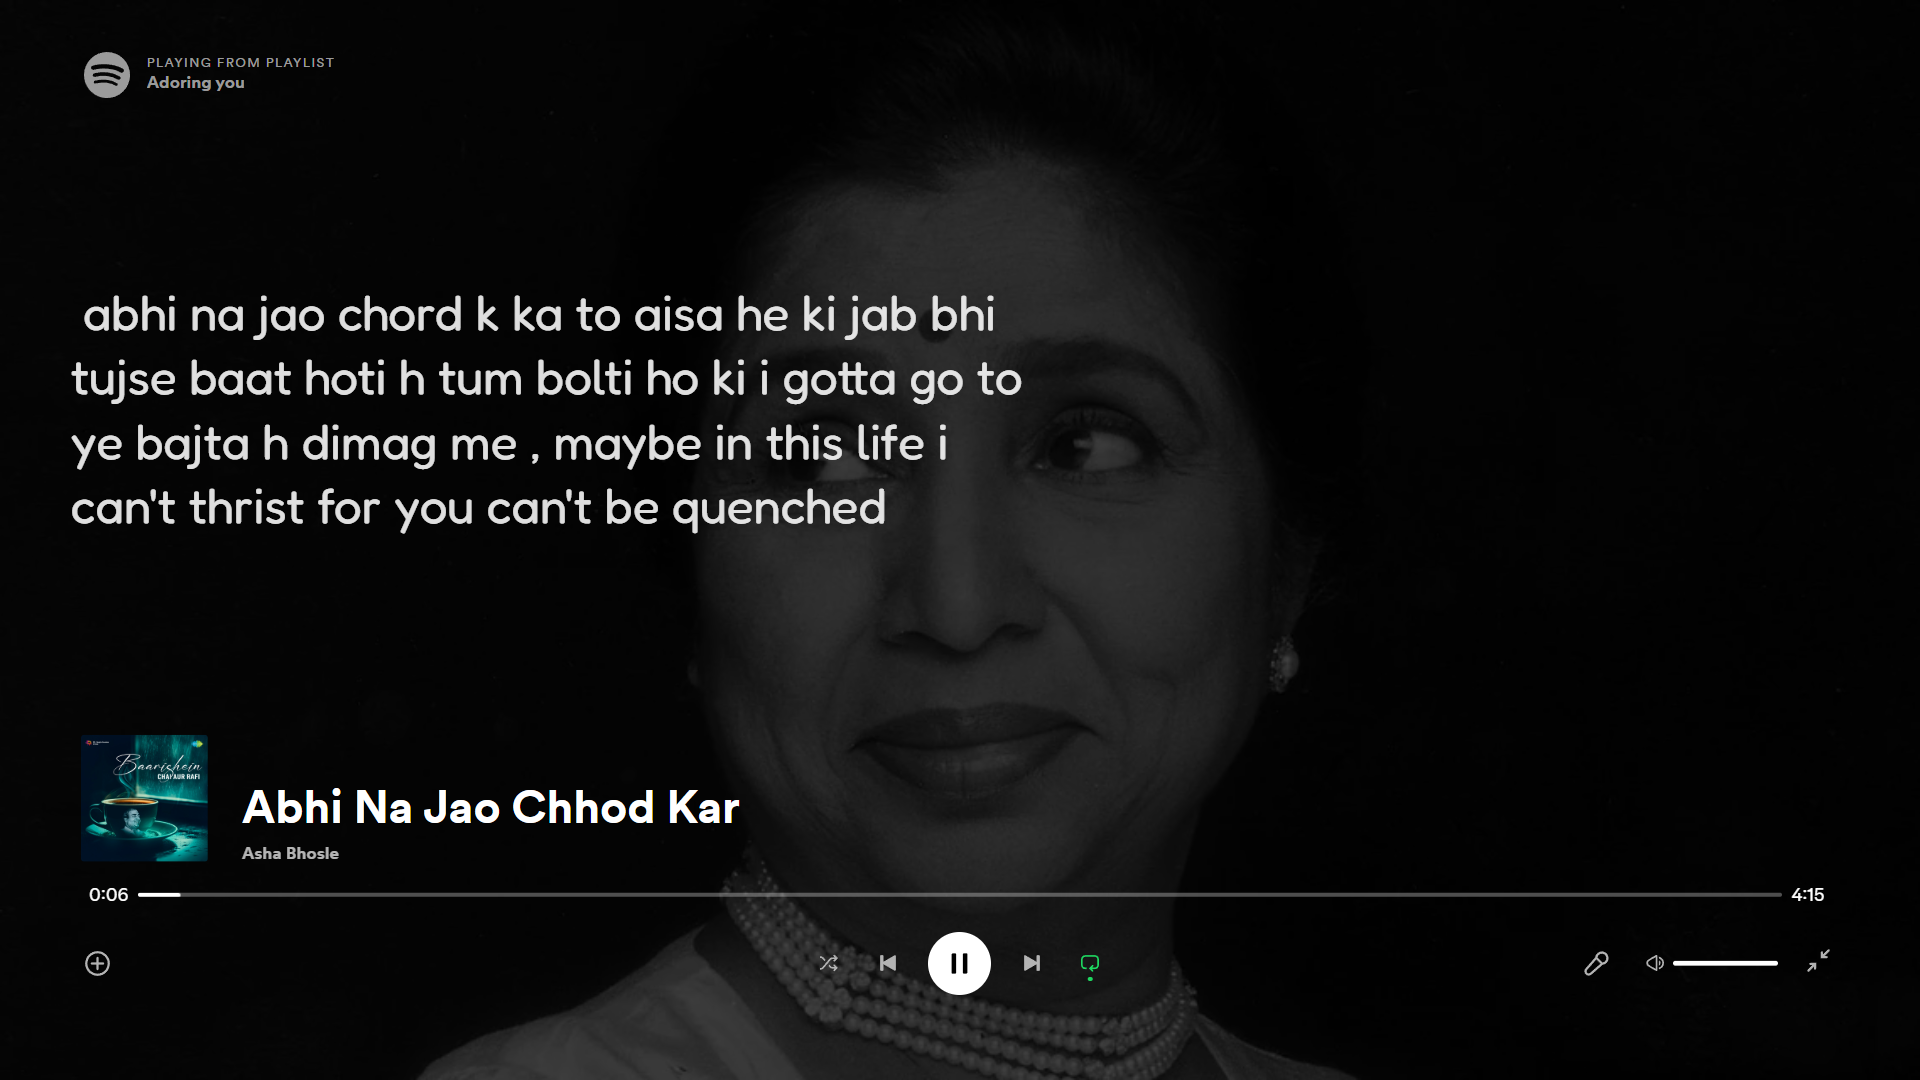 PLAYING FROM PLAYLIST
Adoring you
abhi na jao chord k ka to aisa he ki jab bhi
tujse baat hoti h tum bolti ho ki i gotta go to
ye bajta h dimag me , maybe in this life i
can't thrist for you can't be quenched
Baarishein
CHAI AUR RAFI
Abhi Na Jao Chhod Kar
Asha Bhosle
0:06
4:15